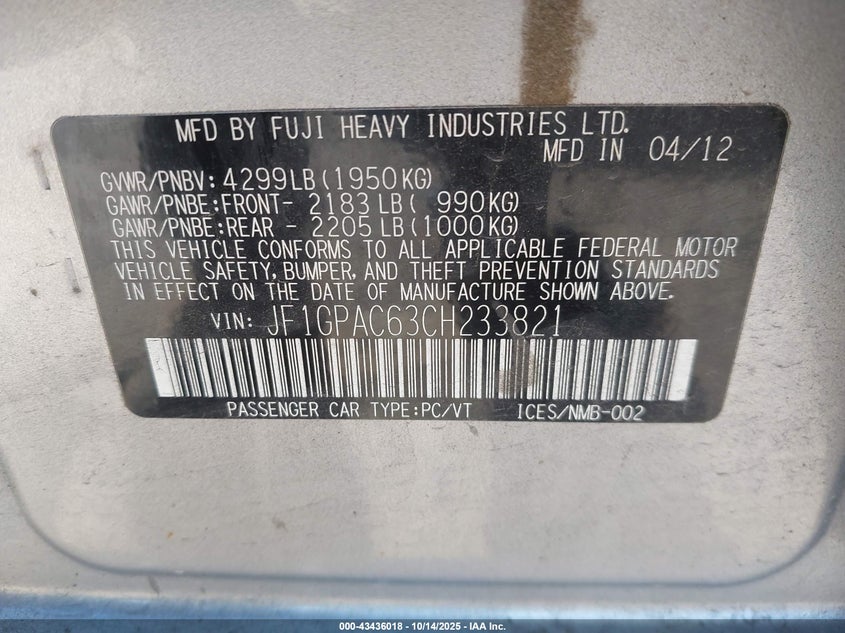 MFD BY FUJI HEAVY INDUSTRIES LTD.
MFD IN 04/12
GVWR/PNBV: 4299LB(1950KG)
GAWR/PNBE:FRONT- 2183LB( 990KG)
GAWR/PNBE:REAR - 2205LB(1000KG)
THIS VEHICLE CONFORMS TO ALL APPLICABLE FEDERAL MOTOR
VEHICLE SAFETY, BUMPER, AND THEFT PREVENTION STANDARDS
IN EFFECT ON THE DATE OF MANUFACTURE SHOWN ABOVE.
VIN: JF1GPAC63CH233821
PASSENGER CAR TYPE:PC/VT ICES/NMB-002
000-43436018 - 10/14/2025 - IAA Inc.